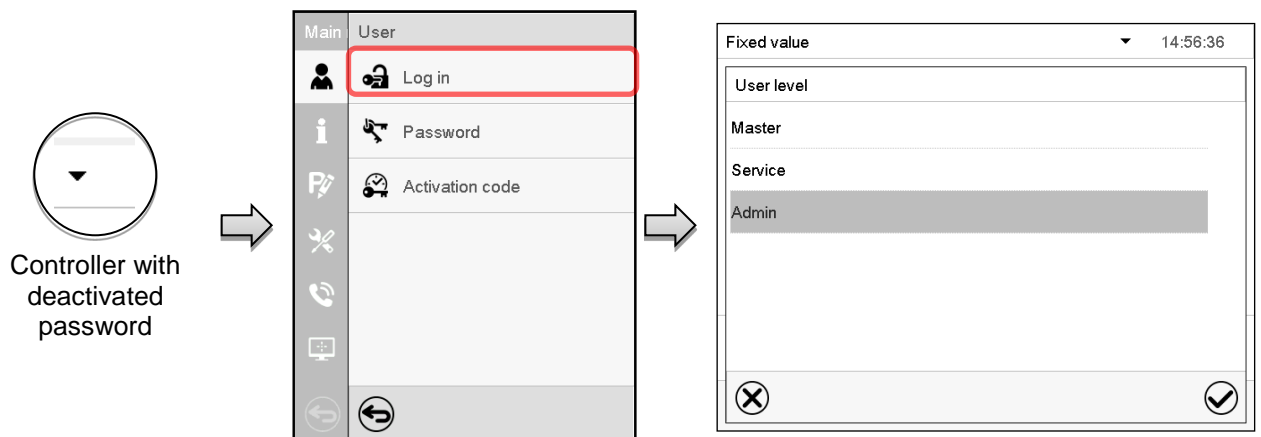 Controller with
deactivated
password
Main
User
Log in
Password
Activation code
Fixed value
14:56:36
User level
Master
Service
Admin